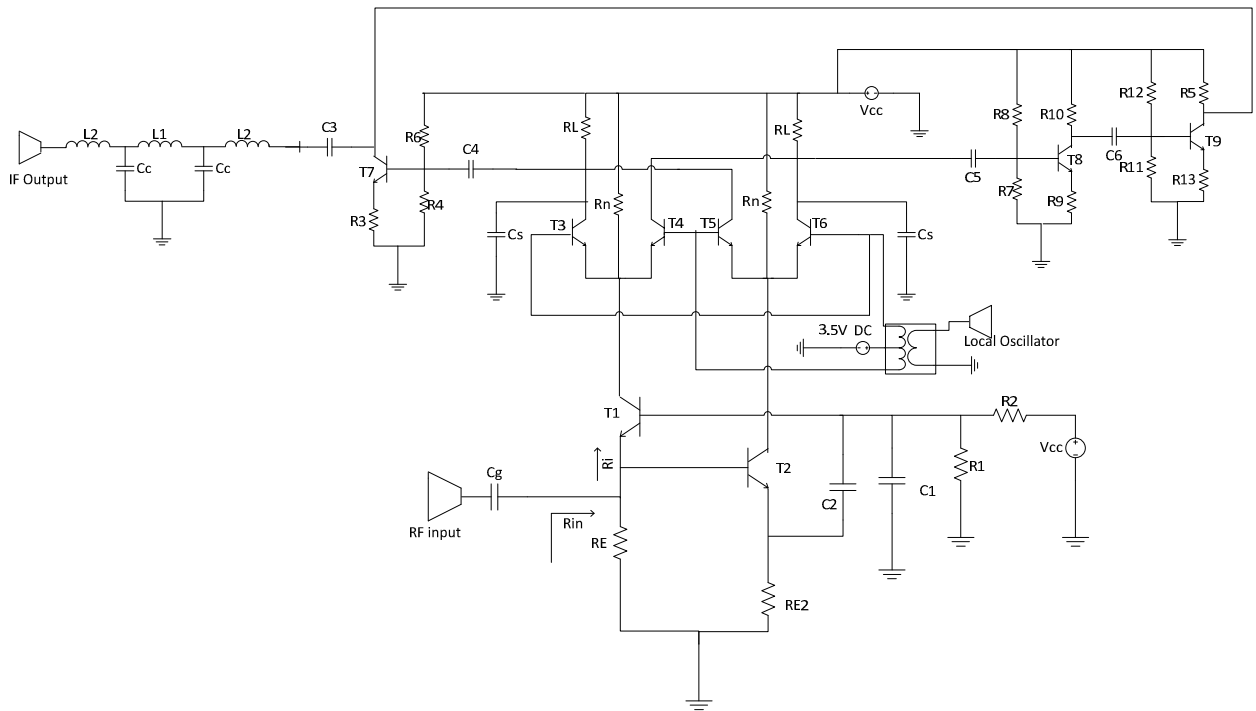 L2
L1
L2
C3
Cc
Cc
IF Output
T7
R6
C4
R3
R4
RL
Rn
Cs
T3
T4
T5
Rn
RL
T6
Cs
Vcc
C5
R8
R10
R7
R9
T8
C6
R12
R11
R5
T9
R13
3.5V DC
Local Oscillator
T1
Ri
T2
R2
Vcc
R1
C2
C1
Cg
RF input
Rin
RE
RE2